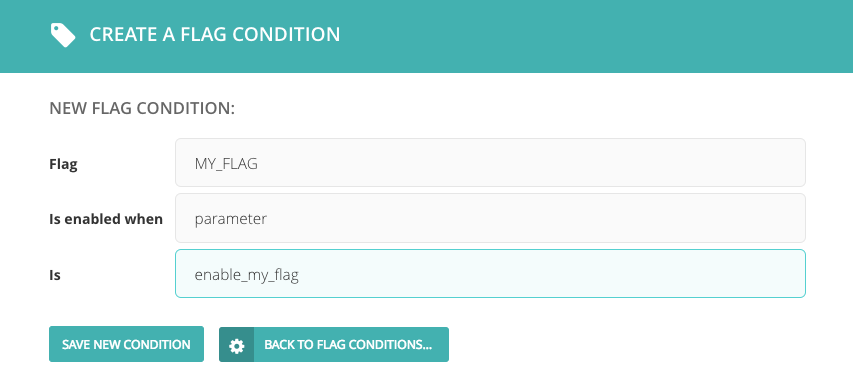 CREATE A FLAG CONDITION
NEW FLAG CONDITION:
Flag MY_FLAG
Is enabled when parameter
Is enable_my_flag
SAVE NEW CONDITION BACK TO FLAG CONDITIONS...